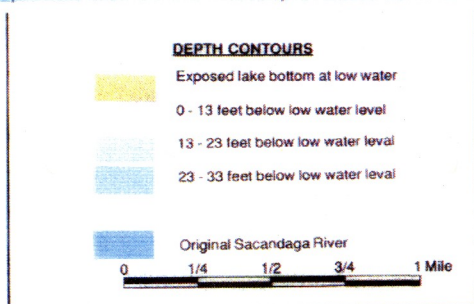 DEPTH CONTOURS
Exposed lake bottom at low water
0 - 13 feet below low water level
13 - 23 feet below low water leval
23 - 33 feet below low water leval
Original Sacandaga River
0 1/4 1/2 3/4 1 Mile